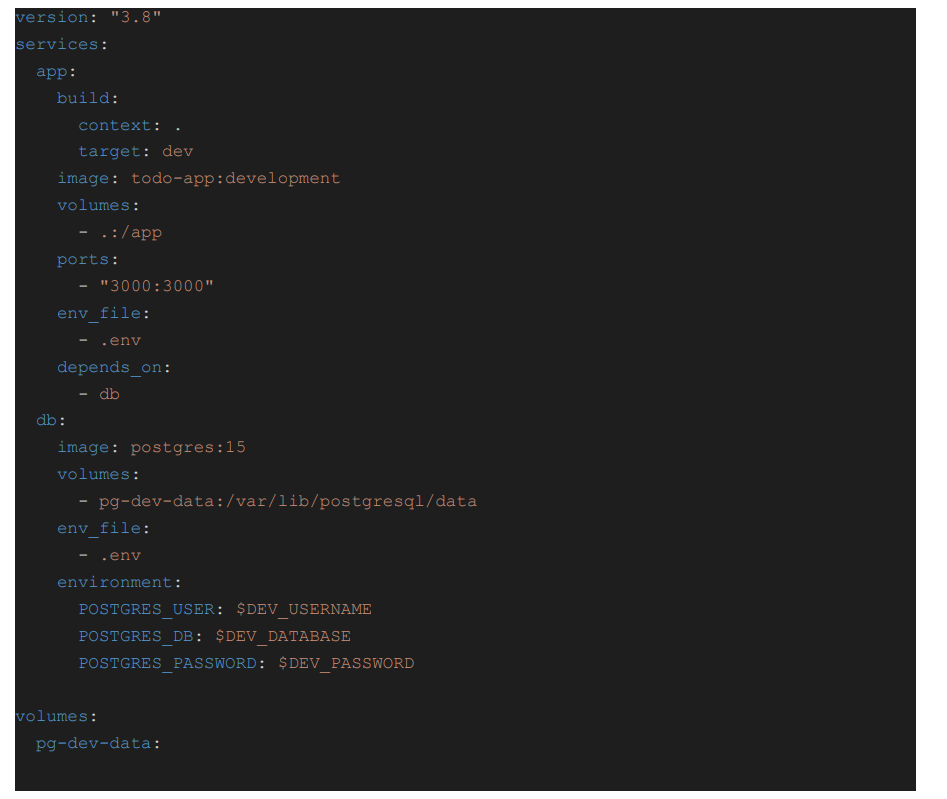 version: "3.8"
services:
  app:
    build:
      context: .
      target: dev
    image: todo-app:development
    volumes:
      - .:/app
    ports:
      - "3000:3000"
    env_file:
      - .env
    depends_on:
      - db
  db:
    image: postgres:15
    volumes:
      - pg-dev-data:/var/lib/postgresql/data
    env_file:
      - .env
    environment:
      POSTGRES_USER: $DEV_USERNAME
      POSTGRES_DB: $DEV_DATABASE
      POSTGRES_PASSWORD: $DEV_PASSWORD

volumes:
  pg-dev-data: